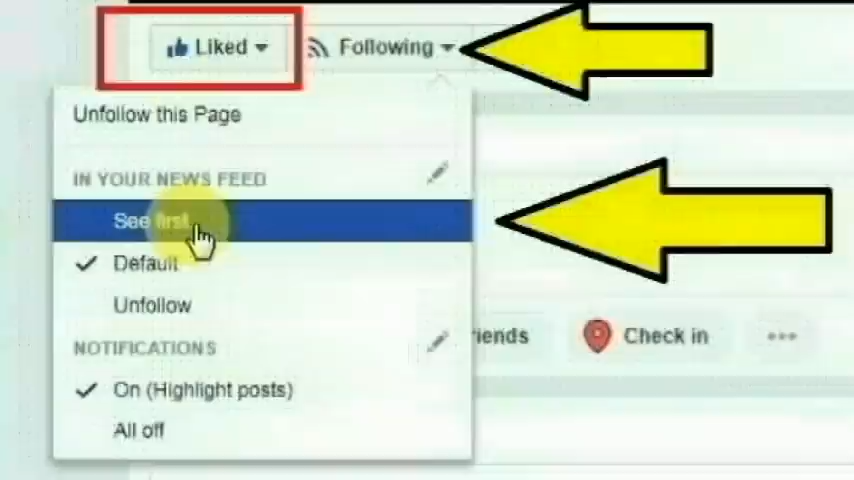 Liked Following
Unfollow this Page
IN YOUR NEWS FEED
See first
Default
Unfollow
riends Check in
NOTIFICATIONS
On (Highlight posts)
All off